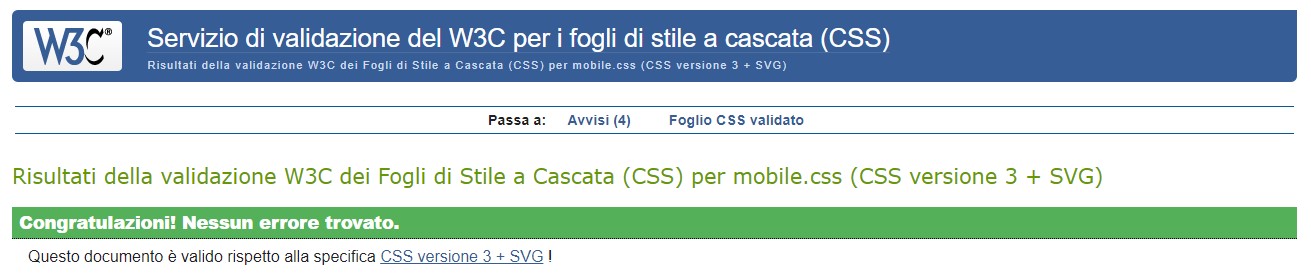 W3C® Servizio di validazione del W3C per i fogli di stile a cascata (CSS)
Risultati della validazione W3C dei Fogli di Stile a Cascata (CSS) per mobile.css (CSS versione 3 + SVG)
Passa a: Avvisi (4) Foglio CSS validato
Risultati della validazione W3C dei Fogli di Stile a Cascata (CSS) per mobile.css (CSS versione 3 + SVG)
Congratulazioni! Nessun errore trovato.
Questo documento è valido rispetto alla specifica CSS versione 3 + SVG !